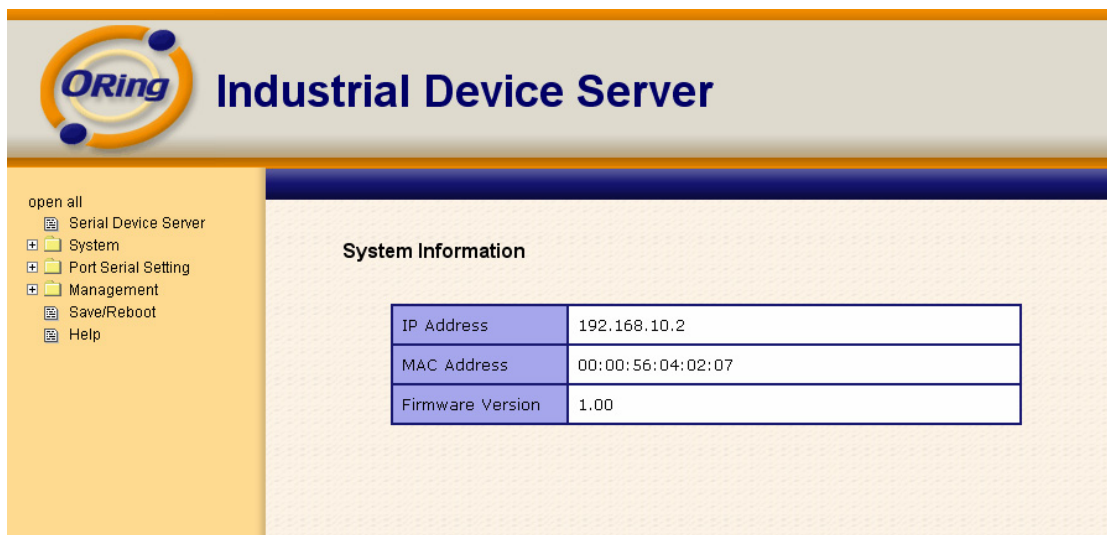 ORing
Industrial Device Server
open all
Serial Device Server
System
Port Serial Setting
Management
Save/Reboot
Help
System Information
IP Address 192.168.10.2
MAC Address 00:00:56:04:02:07
Firmware Version 1.00